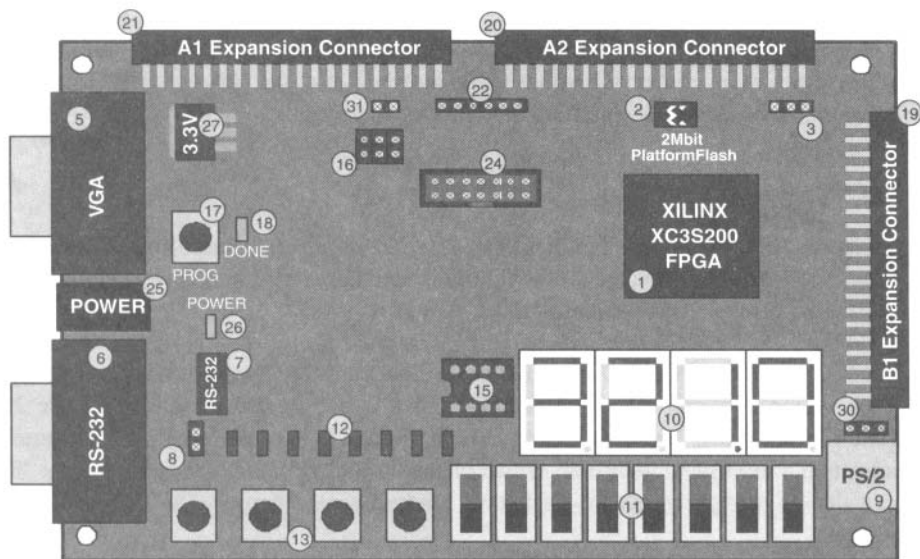 21
A1 Expansion Connector
20
A2 Expansion Connector
5
VGA
3.3V
27
31
22
16
24
2
2Mbit
PlatformFlash
3
19
B1 Expansion Connector
17
PROG
18
DONE
XILINX
XC3S200
FPGA
1
POWER
25
POWER
26
6
RS-232
7
RS-232
8
12
15
10
30
PS/2
9
13
11